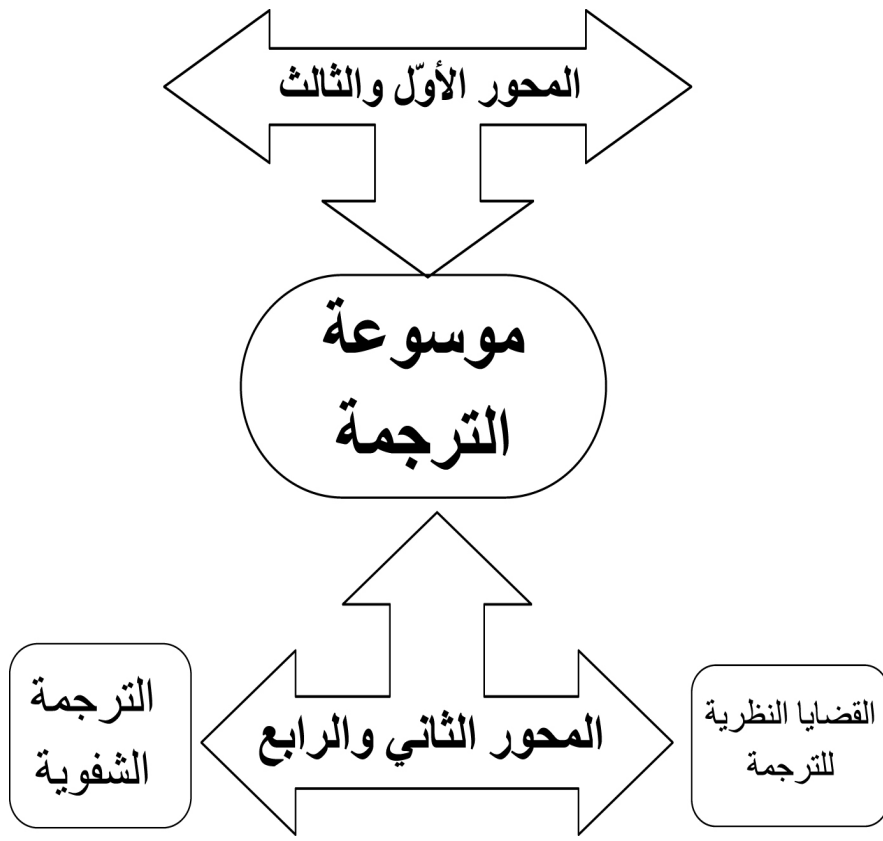 المحور الأوّل والثالث
موسوعة
الترجمة
القضايا النظرية
للترجمة
المحور الثاني والرابع
الترجمة
الشفوية